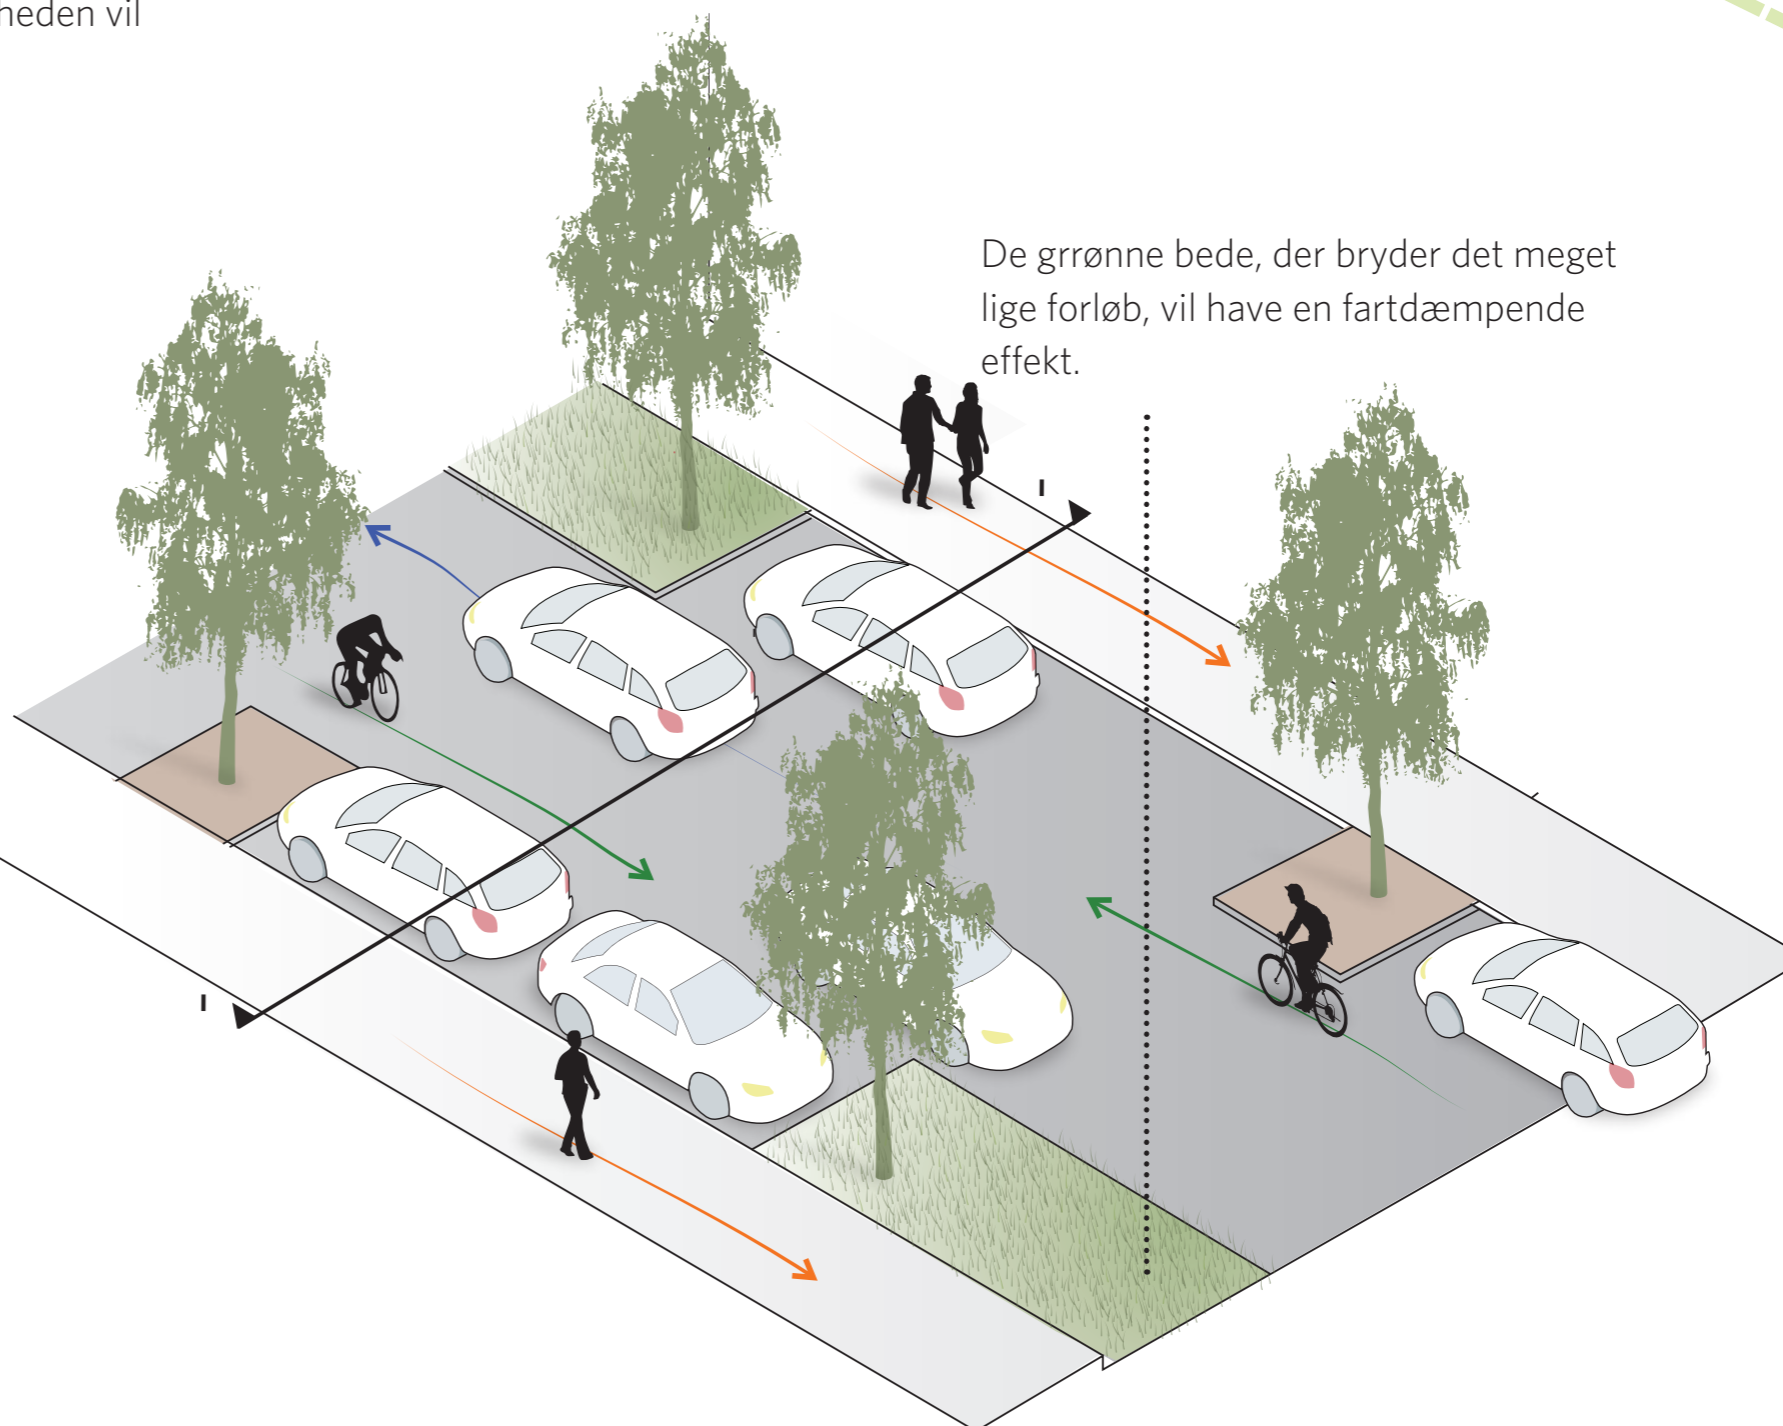 heden vil
De grrønne bede, der bryder det meget
lige forløb, vil have en fartdæmpende
effekt.
I
I